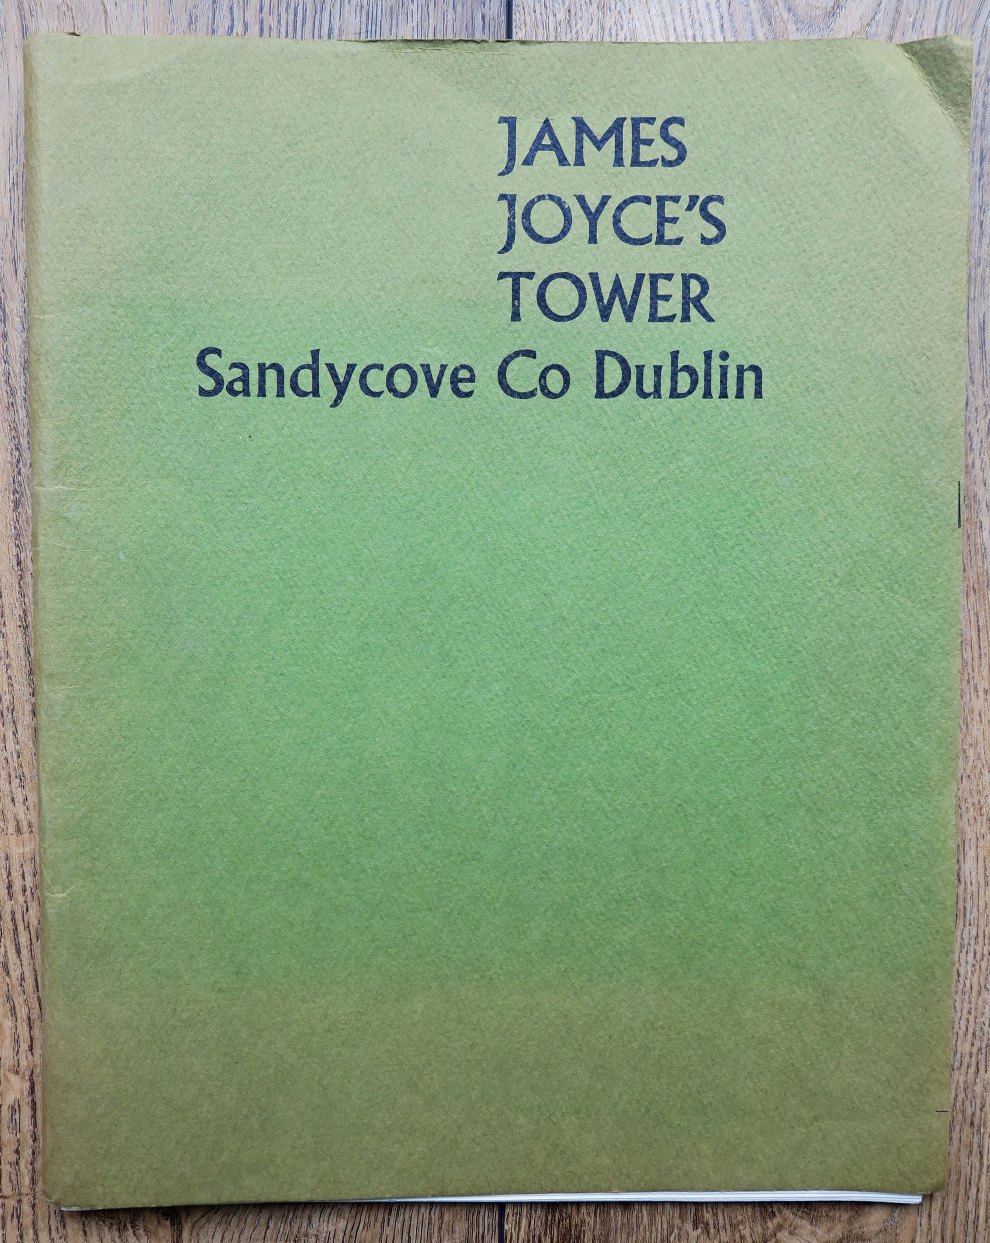 JAMES
JOYCE'S
TOWER
Sandycove Co Dublin